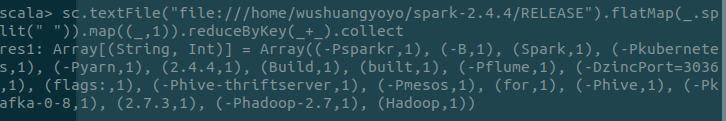 scala> sc.textFile("file:///home/wushuangyoyo/spark-2.4.4/RELEASE").flatMap(_.sp
lit(" ")).map((_,1)).reduceByKey(_+_).collect
res1: Array[(String, Int)] = Array((-Psparkr,1), (-B,1), (Spark,1), (-Pkubernete
s,1), (-Pyarn,1), (2.4.4,1), (Build,1), (built,1), (-Pflume,1), (-DzincPort=3036
,1), (flags:,1), (-Phive-thriftserver,1), (-Pmesos,1), (for,1), (-Phive,1), (-Pk
afka-0-8,1), (2.7.3,1), (-Phadoop-2.7,1), (Hadoop,1))